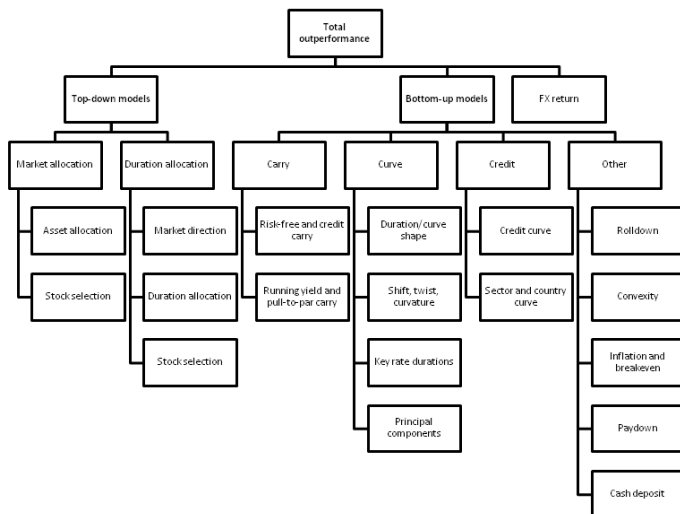 Total
outperformance
Top-down models
Bottom-up models
FX return
Market allocation
Duration allocation
Carry
Curve
Credit
Other
Asset allocation
Market direction
Risk-free and credit
carry
Duration/curve
shape
Credit curve
Rolldown
Stock selection
Duration allocation
Running yield and
pull-to-par carry
Shift, twist,
curvature
Sector and country
curve
Convexity
Stock selection
Key rate durations
Inflation and
breakeven
Principal
components
Paydown
Cash deposit